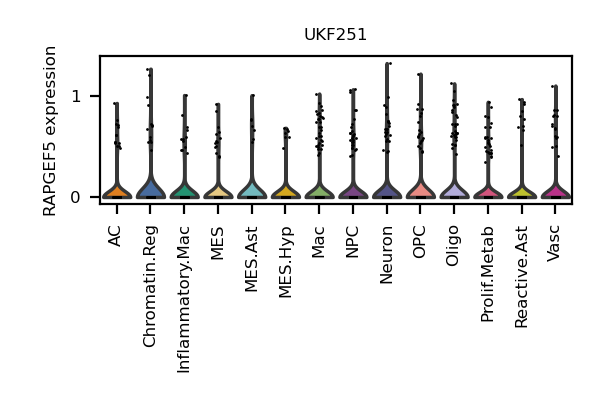 UKF251
RAPGEF5 expression
1
0
AC
Chromatin.Reg
Inflammatory.Mac
MES
MES.Ast
MES.Hyp
Mac
NPC
Neuron
OPC
Oligo
Prolif.Metab
Reactive.Ast
Vasc